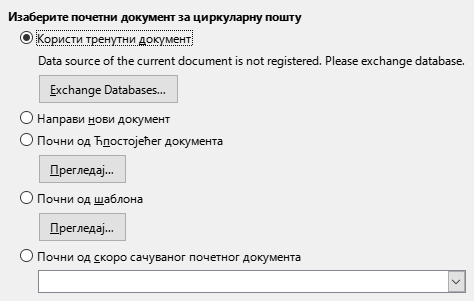 Изаберите почетни документ за циркуларну пошту
Користи тренутни документ
Data source of the current document is not registered. Please exchange database.
Exchange Databases...
Направи нови документ
Почни од Ћпостојећег документа
Прегледај...
Почни од шаблона
Прегледај...
Почни од скоро сачуваног почетног документа